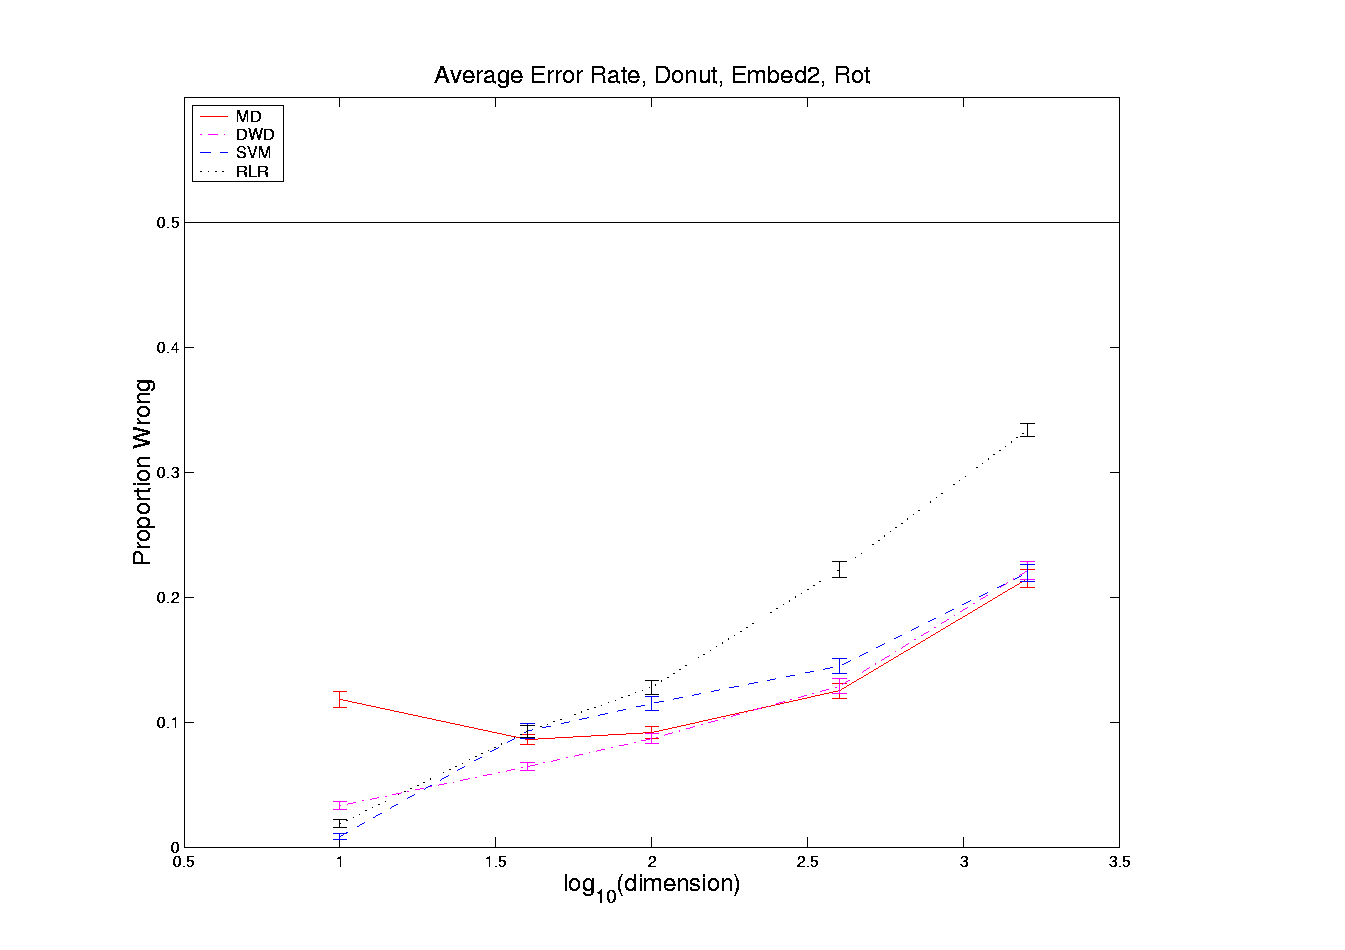 Average Error Rate, Donut, Embed2, Rot
MD
DWD
SVM
RLR
0.5
0.4
0.3
0.2
0.1
0
Proportion Wrong
0.5
1
1.5
2
2.5
3
3.5
log10(dimension)